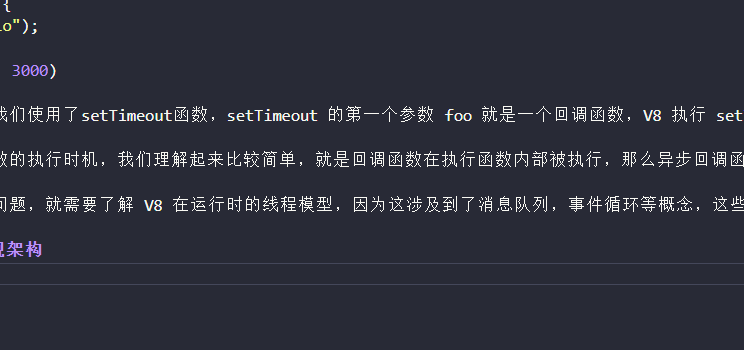 {
lo");
3000)
我们使用了setTimeout函数，setTimeout 的第一个参数 foo 就是一个回调函数，V8 执行 set
数的执行时机，我们理解起来比较简单，就是回调函数在执行函数内部被执行，那么异步回调函
问题，就需要了解 V8 在运行时的线程模型，因为这涉及到了消息队列，事件循环等概念，这些
观架构